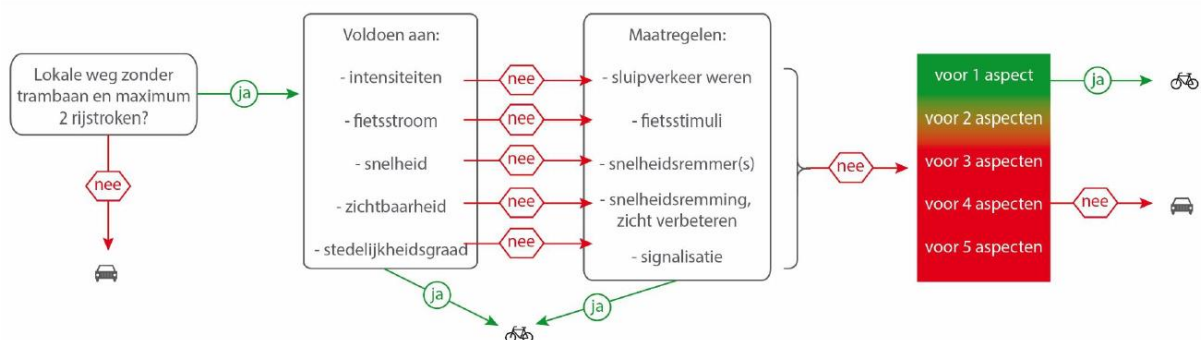 Lokale weg zonder
trambaan en maximum
2 rijstroken?
ja
nee
Voldoen aan:
- intensiteiten
- fietsstroom
- snelheid
- zichtbaarheid
- stedelijkheidsgraad
nee
nee
nee
nee
nee
Maatregelen:
- sluipverkeer weren
- fietsstimuli
- snelheidsremmer(s)
- snelheidsremming,
zicht verbeteren
- signalisatie
ja
ja
nee
voor 1 aspect
voor 2 aspecten
voor 3 aspecten
voor 4 aspecten
voor 5 aspecten
ja
nee